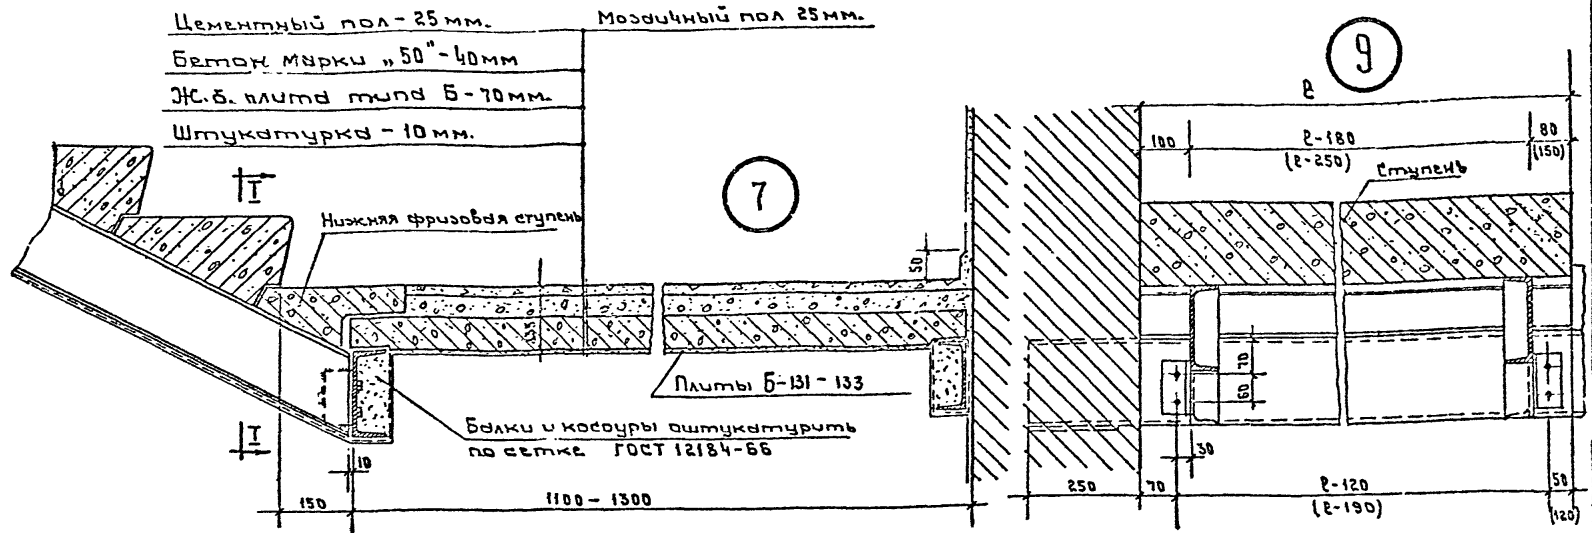 Цементный пол - 25 мм.
Мозаичный пол 25 мм.
Бетон марки „50" - 40 мм
Ж.б. плита типа Б - 70 мм.
Штукатурка - 10 мм.
9
ℓ
100
ℓ-180
(ℓ-250)
80
(150)
I
Ступень
7
Нижняя фризовая ступень
50
135
Плиты Б-131 - 133
70
60
Балки и косоуры оштукатурить
по сетке ГОСТ 12184-66
I
10
30
150
1100 - 1300
250
70
ℓ-120
(ℓ-190)
50
(120)